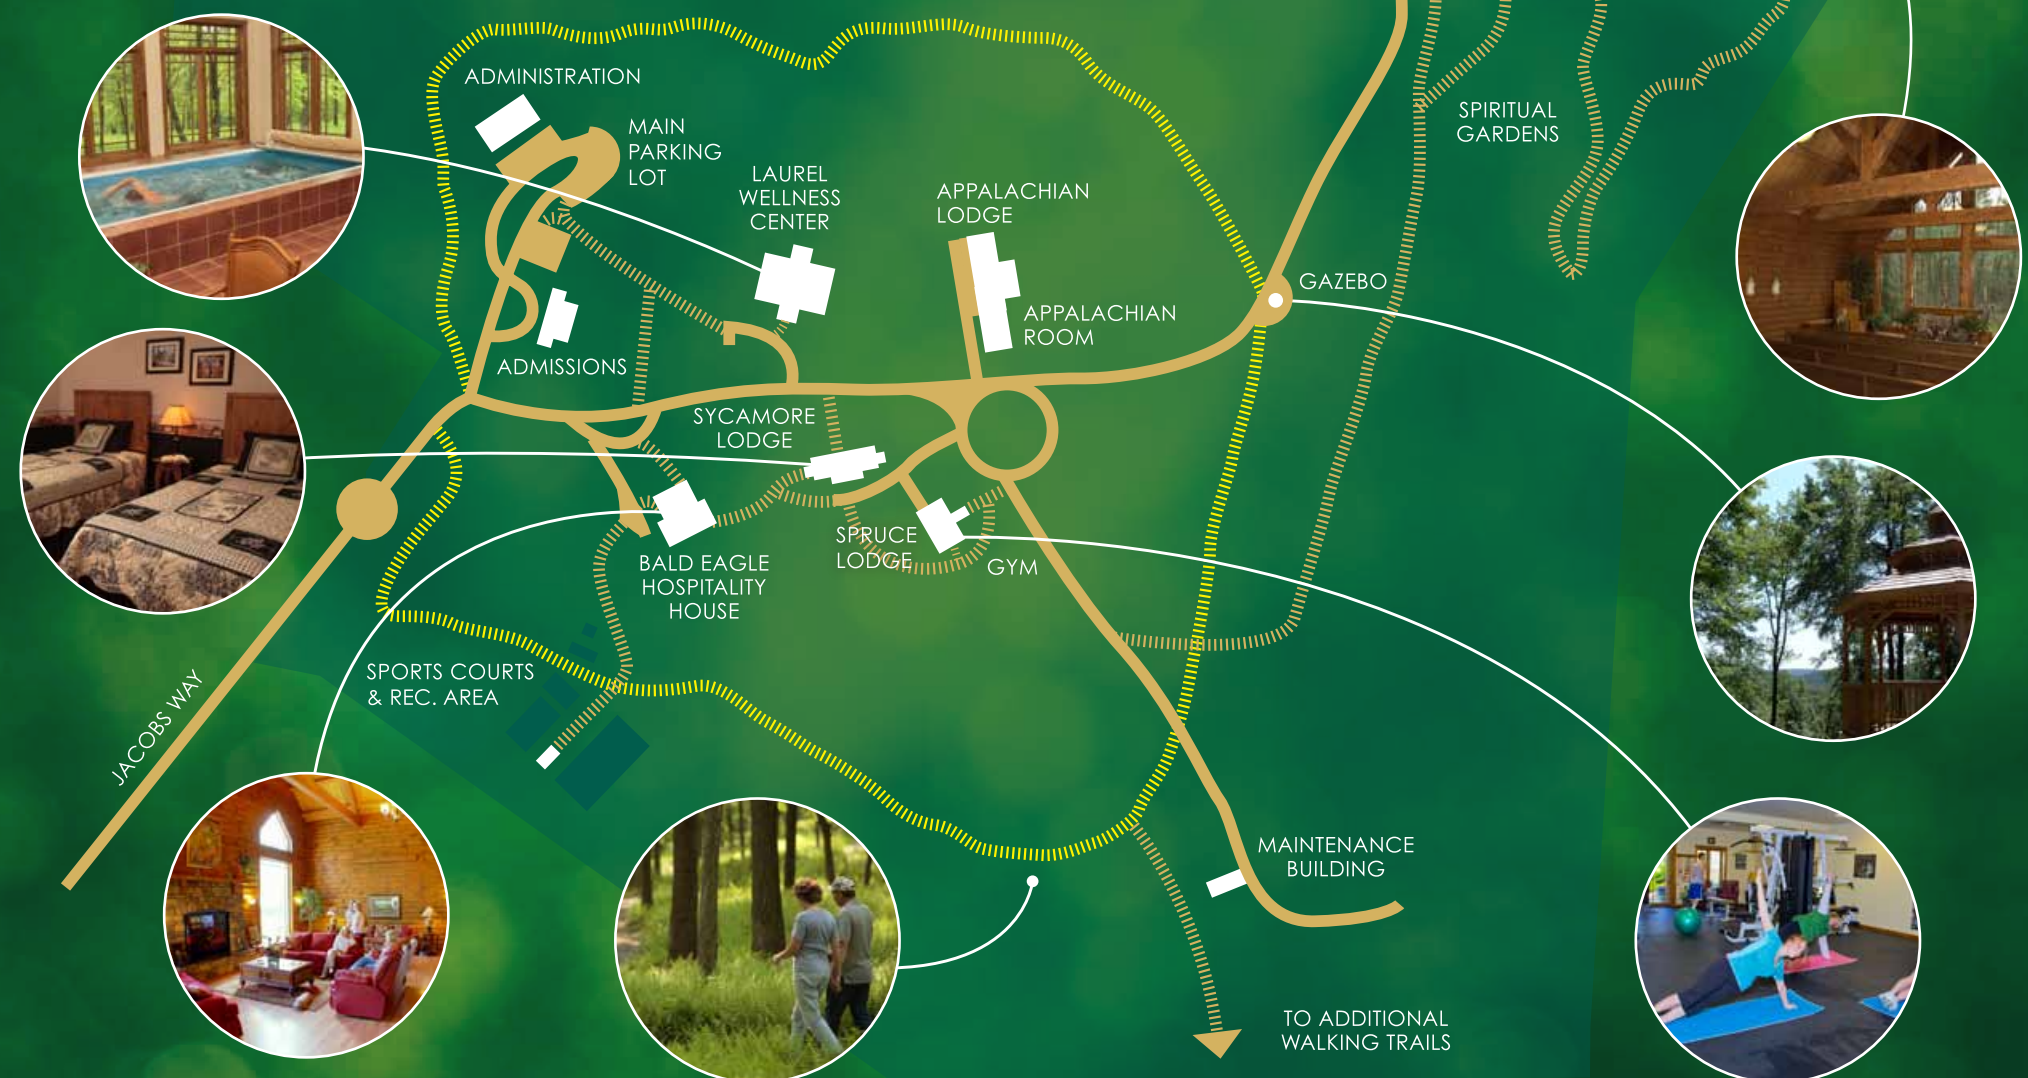 ADMINISTRATION
MAIN
PARKING
LOT
SPIRITUAL
GARDENS
LAUREL
WELLNESS
CENTER
APPALACHIAN
LODGE
GAZEBO
APPALACHIAN
ROOM
ADMISSIONS
SYCAMORE
LODGE
SPRUCE
LODGE
GYM
BALD EAGLE
HOSPITALITY
HOUSE
SPORTS COURTS
& REC. AREA
JACOBS WAY
MAINTENANCE
BUILDING
TO ADDITIONAL
WALKING TRAILS